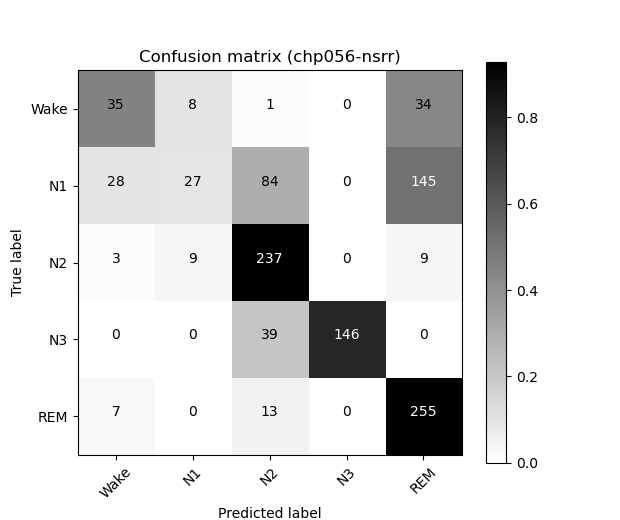 Confusion matrix (chp056-nsrr)
Wake 35 8 1 0 34
N1 28 27 84 0 145
N2 3 9 237 0 9
N3 0 0 39 146 0
REM 7 0 13 0 255
Wake N1 N2 N3 REM
True label
Predicted label
0.8
0.6
0.4
0.2
0.0